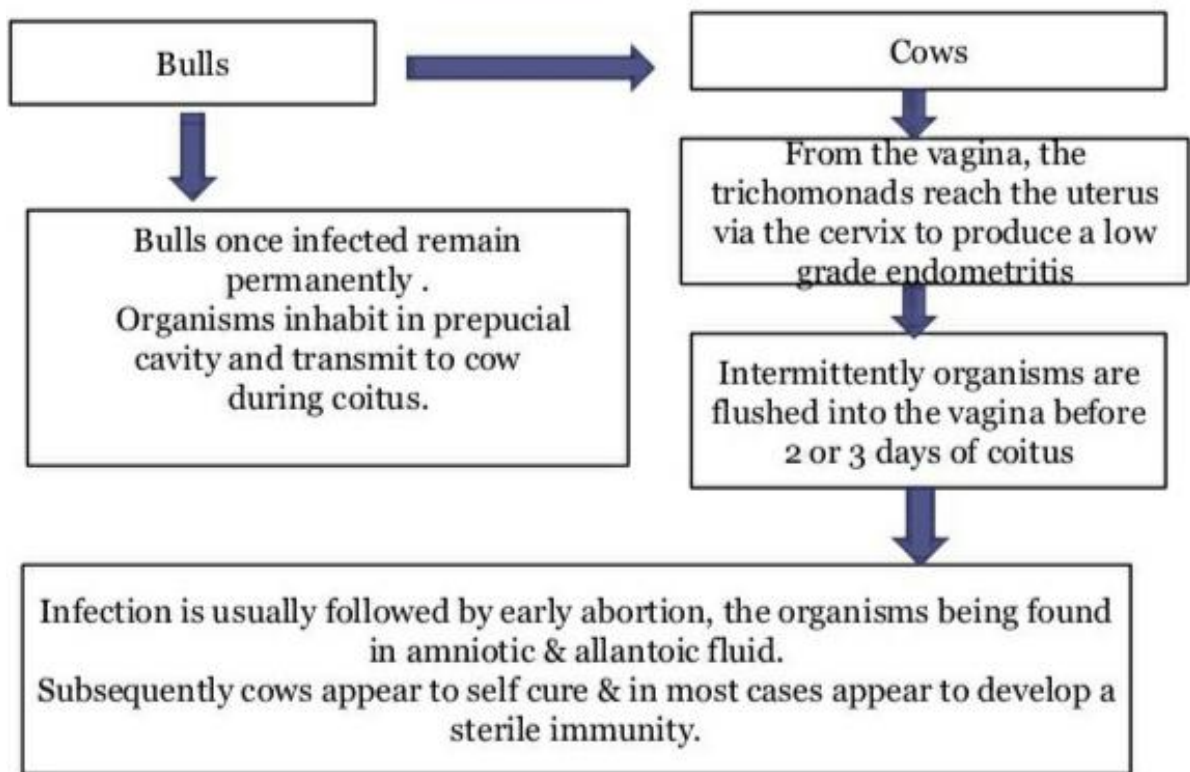 Bulls
Cows
Bulls once infected remain
permanently .
Organisms inhabit in prepucial
cavity and transmit to cow
during coitus.
From the vagina, the
trichomonads reach the uterus
via the cervix to produce a low
grade endometritis
Intermittently organisms are
flushed into the vagina before
2 or 3 days of coitus
Infection is usually followed by early abortion, the organisms being found
in amniotic & allantoic fluid.
Subsequently cows appear to self cure & in most cases appear to develop a
sterile immunity.